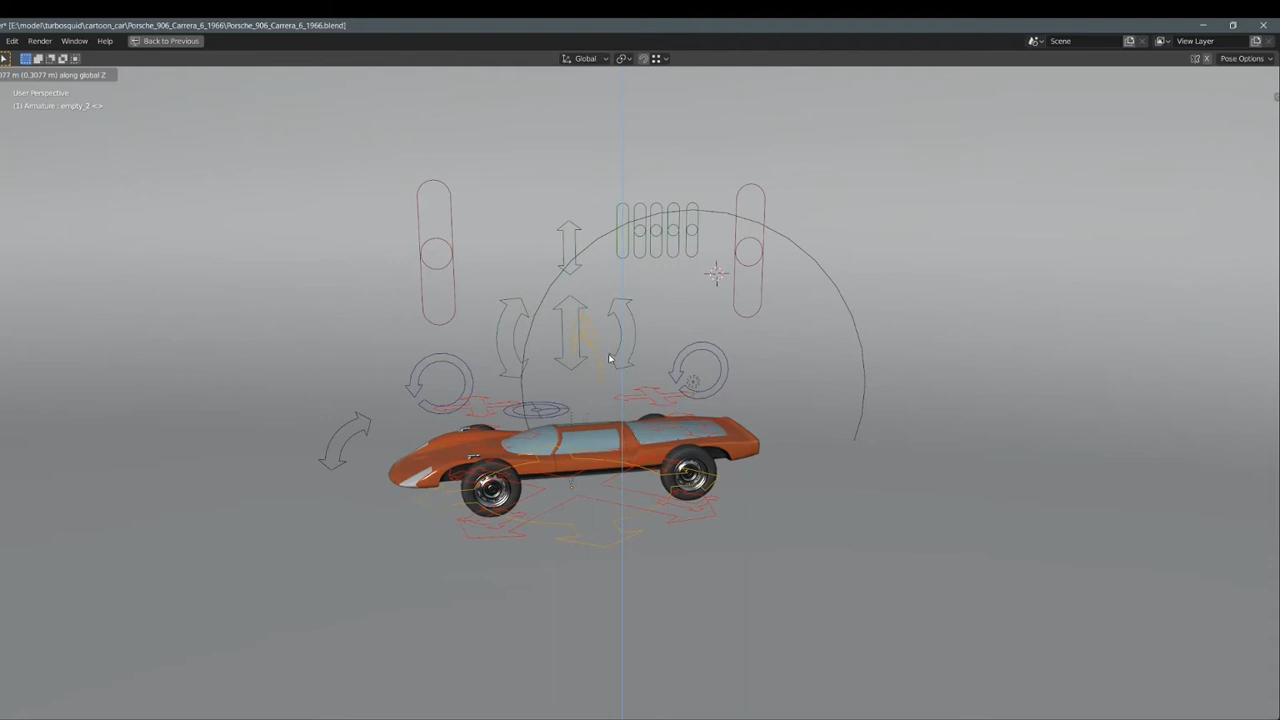 r* [E:\model\turbosquid\cartoon_car\Porsche_906_Carrera_6_1966\Porsche_906_Carrera_6_1966.blend]
Edit Render Window Help Back to Previous Scene View Layer
Global Pose Options
077 m (0.3077 m) along global Z
User Perspective
(1) Armature : empty_2 <>